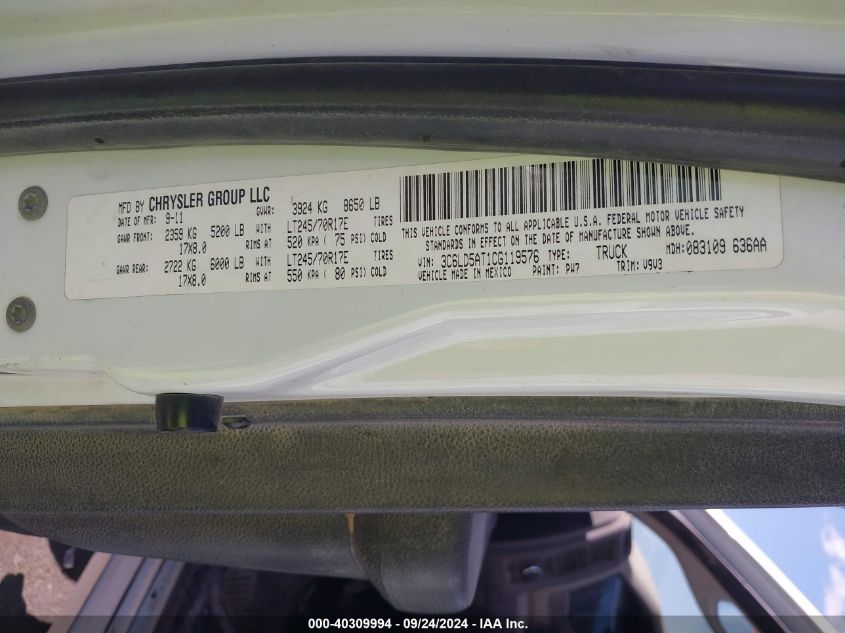 MFD BY CHRYSLER GROUP LLC
DATE OF MFR: 9-11 GVWR: 3924 KG 8650 LB
GAWR FRONT: 2359 KG 5200 LB WITH LT245/70R17E TIRES
17X8.0 RIMS AT 520 KPA ( 75 PSI) COLD
GAWR REAR: 2722 KG 6000 LB WITH LT245/70R17E TIRES
17X8.0 RIMS AT 550 KPA ( 80 PSI) COLD
THIS VEHICLE CONFORMS TO ALL APPLICABLE U.S.A. FEDERAL MOTOR VEHICLE SAFETY
STANDARDS IN EFFECT ON THE DATE OF MANUFACTURE SHOWN ABOVE.
VIN: 3C6LD5AT1CG119576 TYPE: TRUCK MDH: 083109 636AA
VEHICLE MADE IN MEXICO PAINT: PW7 TRIM: V9V3
000-40309994 - 09/24/2024 - IAA Inc.